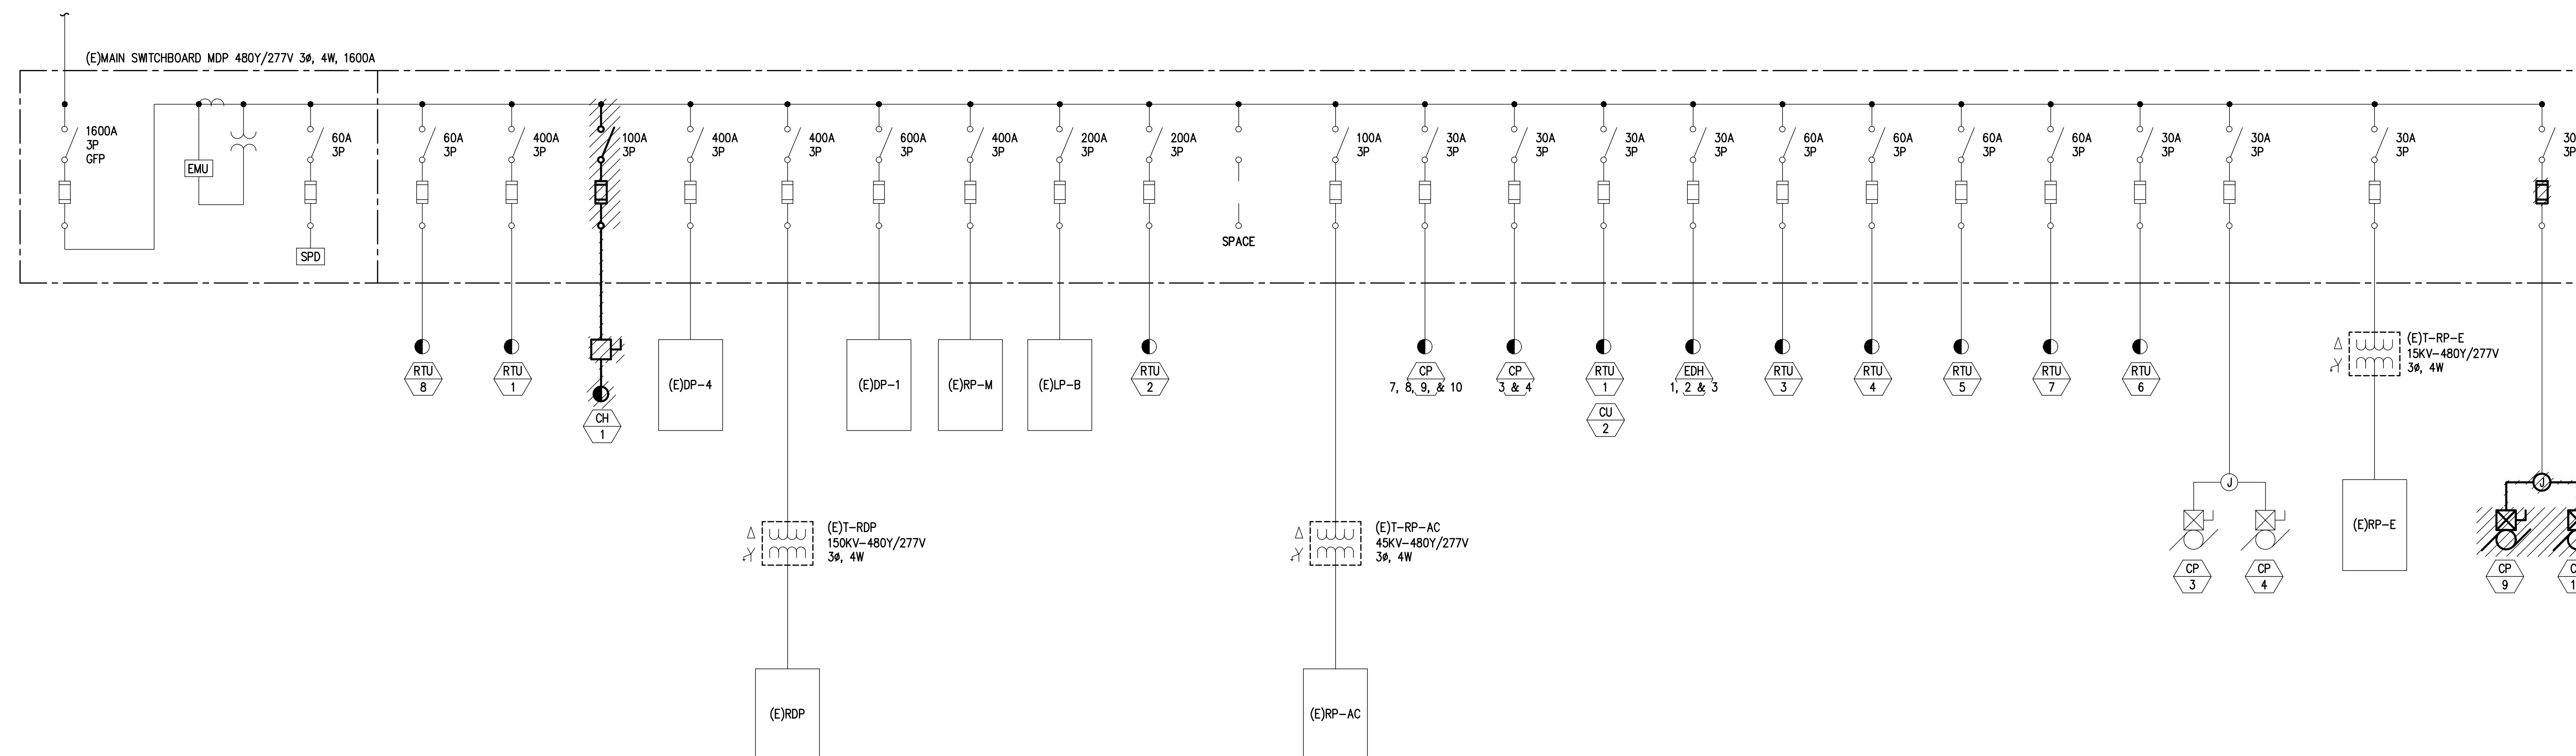 (E)MAIN SWITCHBOARD MDP 480Y/277V 3ø, 4W, 1600A
1600A
3P
GFP
EMU
60A
3P
SPD
60A
3P
400A
3P
100A
3P
400A
3P
400A
3P
600A
3P
400A
3P
200A
3P
200A
3P
SPACE
100A
3P
30A
3P
30A
3P
30A
3P
30A
3P
60A
3P
60A
3P
60A
3P
60A
3P
30A
3P
30A
3P
30A
3P
30
3P
RTU
8
RTU
1
CH
1
(E)DP-4
(E)DP-1
(E)RP-M
(E)LP-B
RTU
2
CP
7, 8, 9, & 10
CP
3 & 4
RTU
1
CU
2
EDH
1, 2 & 3
RTU
3
RTU
4
RTU
5
RTU
7
RTU
6
(E)T-RP-E
15KV-480Y/277V
3ø, 4W
(E)T-RDP
150KV-480Y/277V
3ø, 4W
(E)T-RP-AC
45KV-480Y/277V
3ø, 4W
J
CP
3
CP
4
(E)RP-E
J
CP
9
(E)RDP
(E)RP-AC